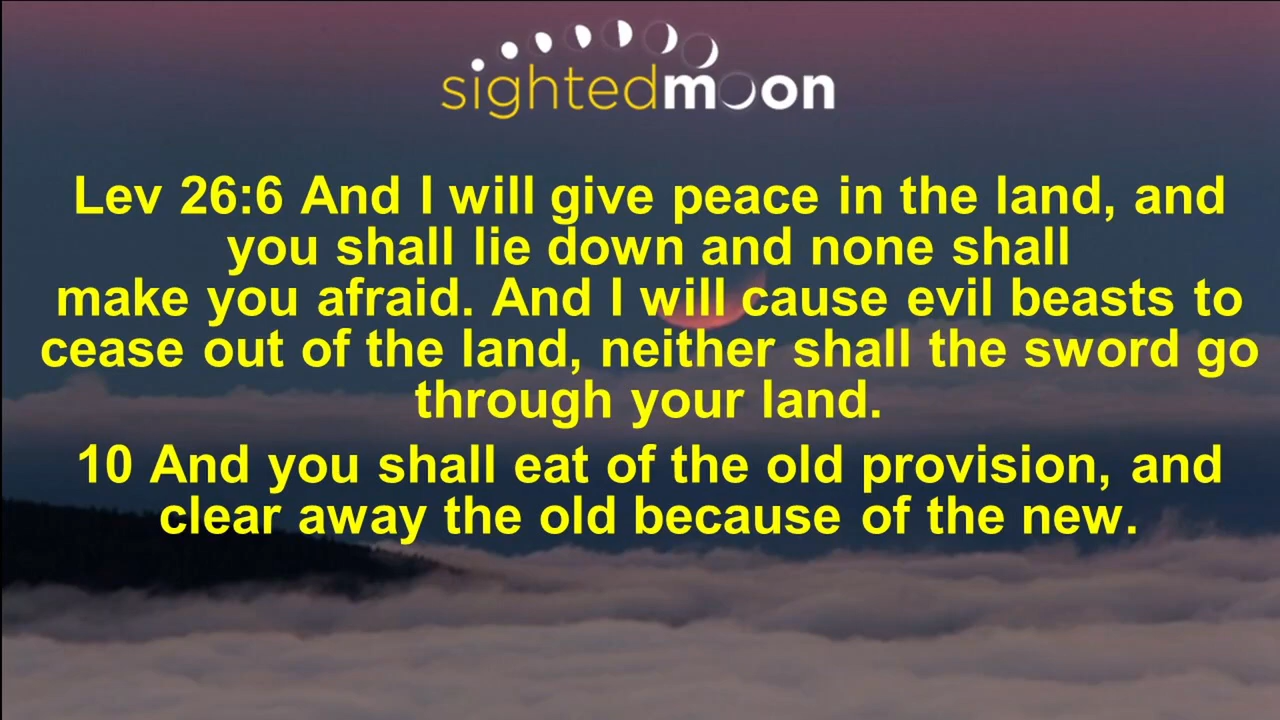 sightedmoon
Lev 26:6 And I will give peace in the land, and
you shall lie down and none shall
make you afraid. And I will cause evil beasts to
cease out of the land, neither shall the sword go
through your land.
10 And you shall eat of the old provision, and
clear away the old because of the new.